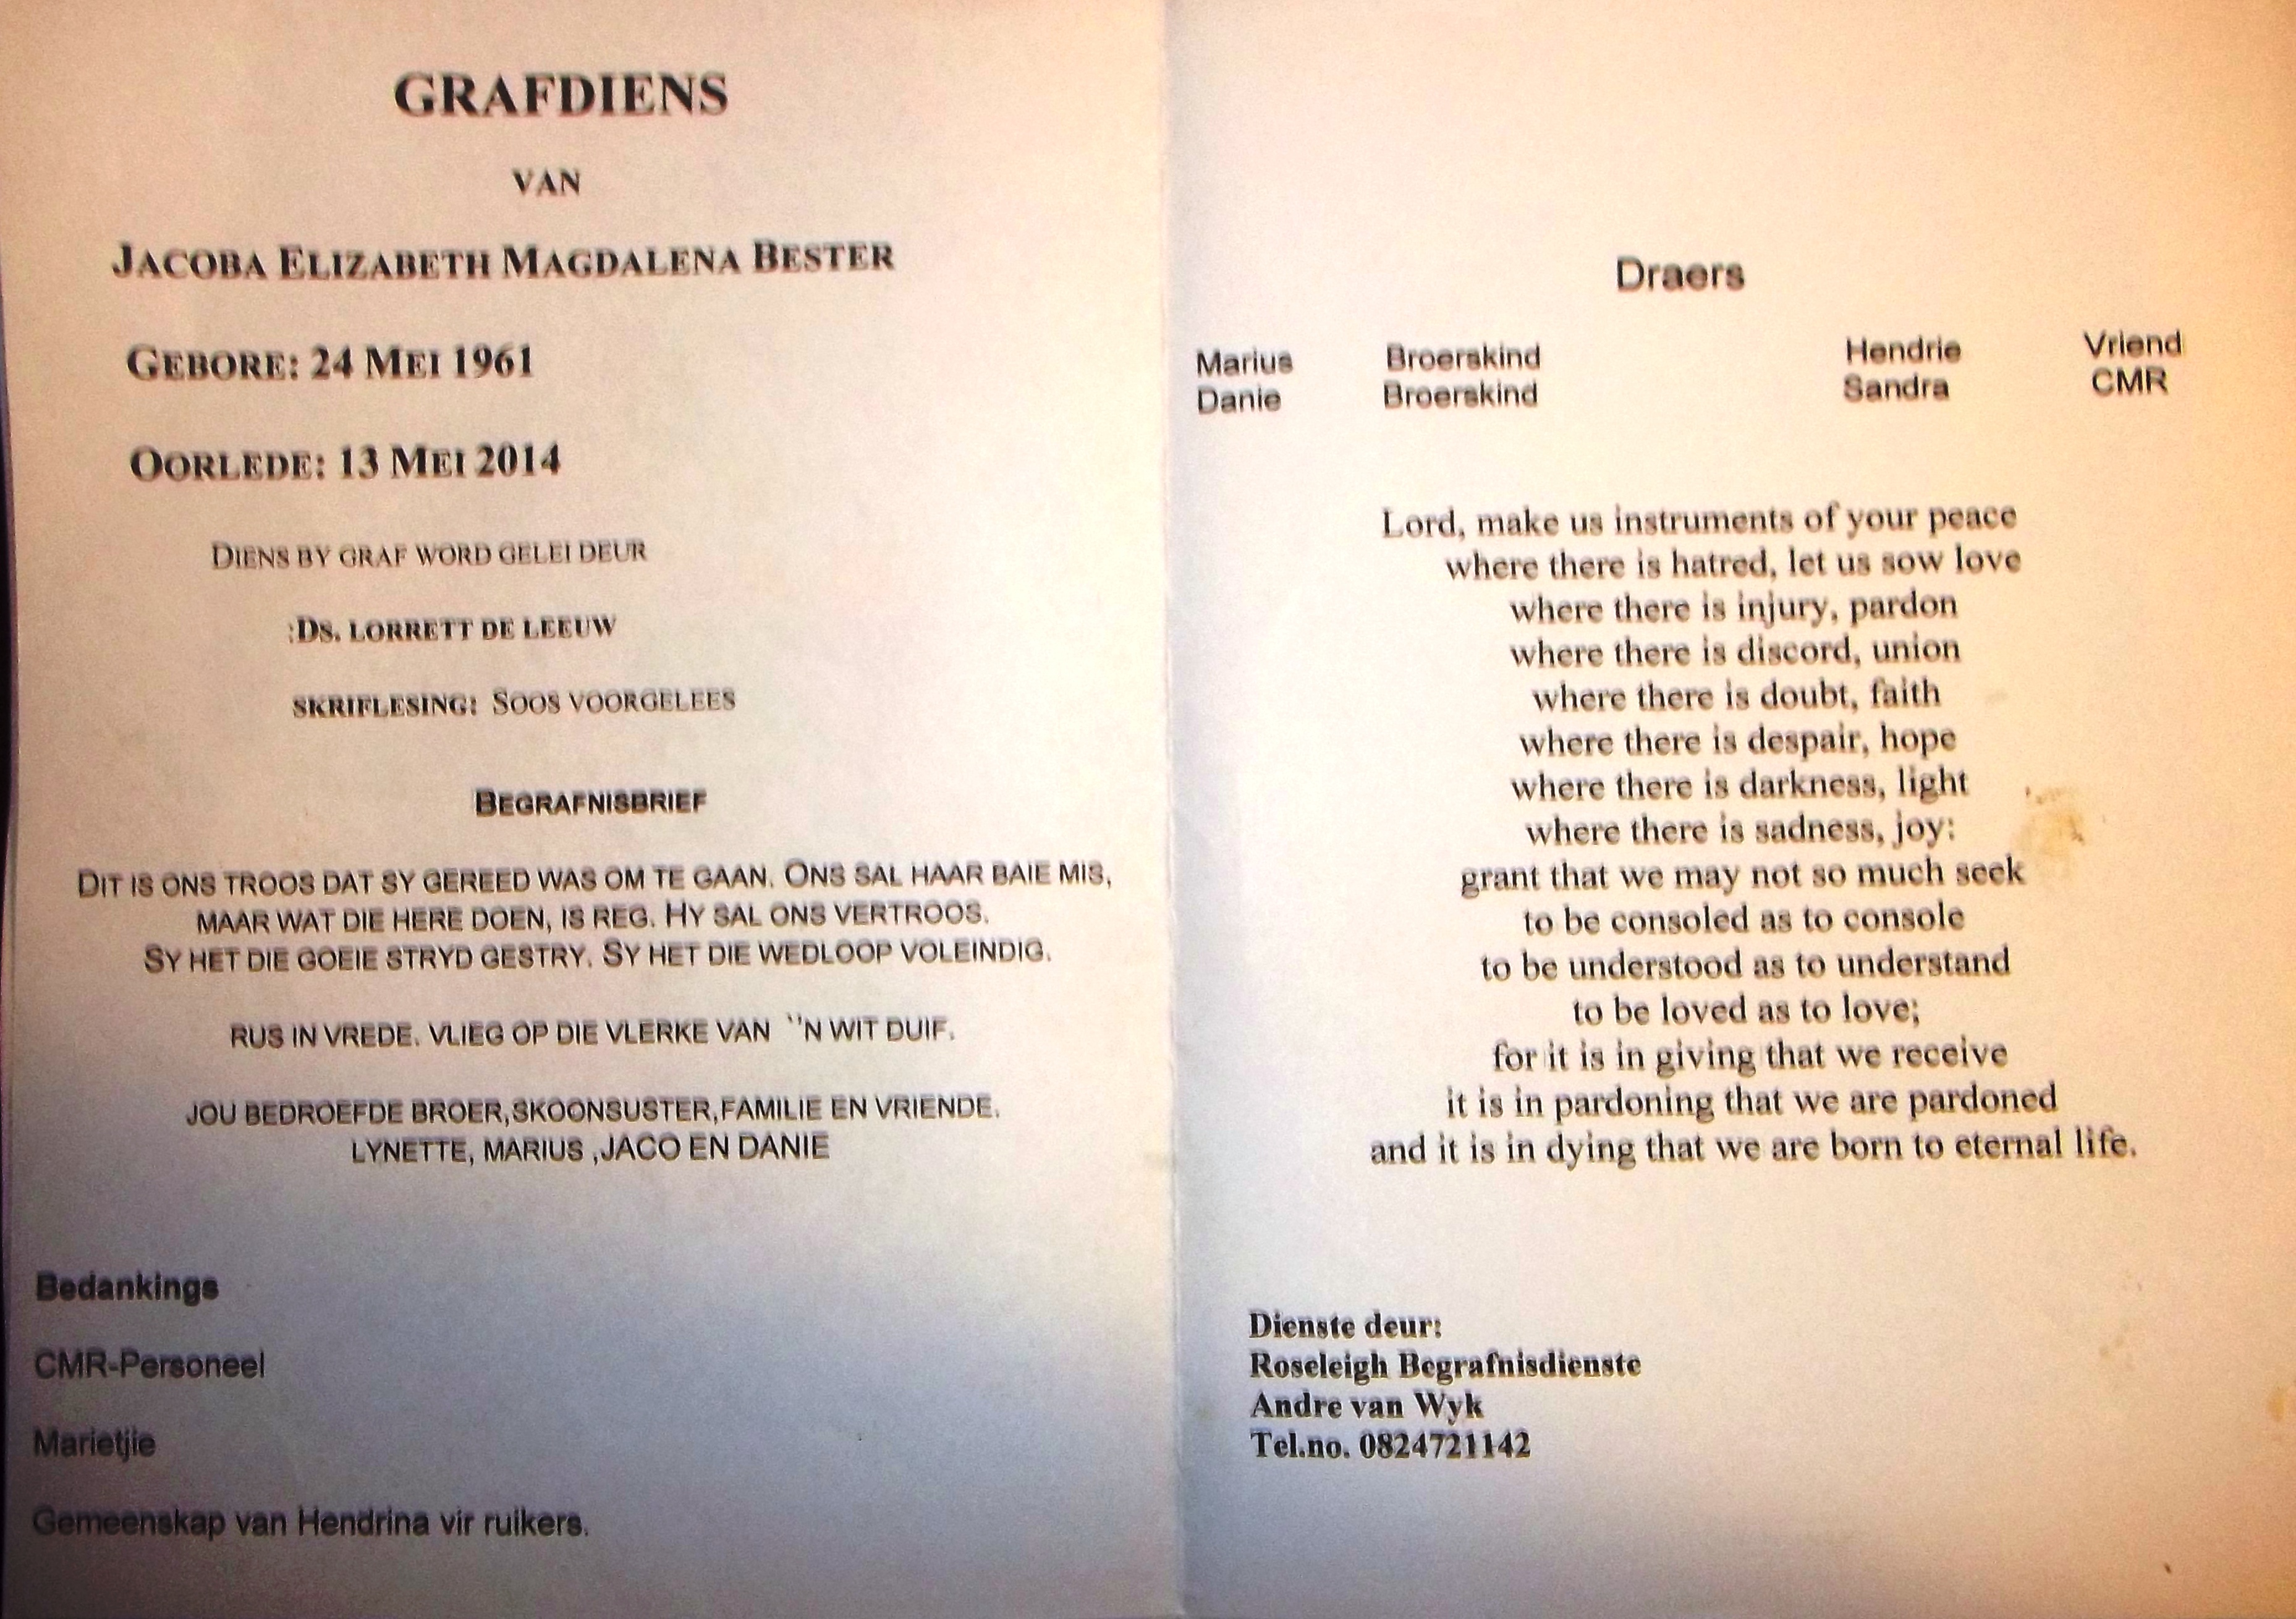 GRAFDIENS
VAN
JACOBA ELIZABETH MAGDALENA BESTER
GEBORE: 24 MEI 1961
OORLEDE: 13 MEI 2014
DIENS BY GRAF WORD GELEI DEUR
:DS. LORRETT DE LEEUW
SKRIFLESING: SOOS VOORGELEES
BEGRAFNISBRIEF
DIT IS ONS TROOS DAT SY GEREED WAS OM TE GAAN. ONS SAL HAAR BAIE MIS,
MAAR WAT DIE HERE DOEN, IS REG. HY SAL ONS VERTROOS.
SY HET DIE GOEIE STRYD GESTRY. SY HET DIE WEDLOOP VOLEINDIG.
RUS IN VREDE. VLIEG OP DIE VLERKE VAN `'N WIT DUIF.
JOU BEDROEFDE BROER,SKOONSUSTER,FAMILIE EN VRIENDE.
LYNETTE, MARIUS ,JACO EN DANIE
Bedankings
CMR-Personeel
Marietjie
Gemeenskap van Hendrina vir ruikers.
Draers
Marius Broerskind Hendrie Vriend
Danie Broerskind Sandra CMR
Lord, make us instruments of your peace
where there is hatred, let us sow love
where there is injury, pardon
where there is discord, union
where there is doubt, faith
where there is despair, hope
where there is darkness, light
where there is sadness, joy:
grant that we may not so much seek
to be consoled as to console
to be understood as to understand
to be loved as to love;
for it is in giving that we receive
it is in pardoning that we are pardoned
and it is in dying that we are born to eternal life.
Dienste deur:
Roseleigh Begrafnisdienste
Andre van Wyk
Tel.no. 0824721142